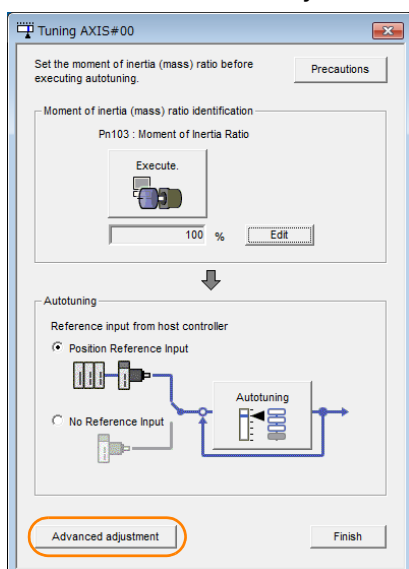 Tuning AXIS#00
Set the moment of inertia (mass) ratio before
executing autotuning.
Precautions
Moment of inertia (mass) ratio identification
Pn103 : Moment of Inertia Ratio
Execute.
100 % Edit
Autotuning
Reference input from host controller
Position Reference Input
Autotuning
No Reference Input
Advanced adjustment
Finish